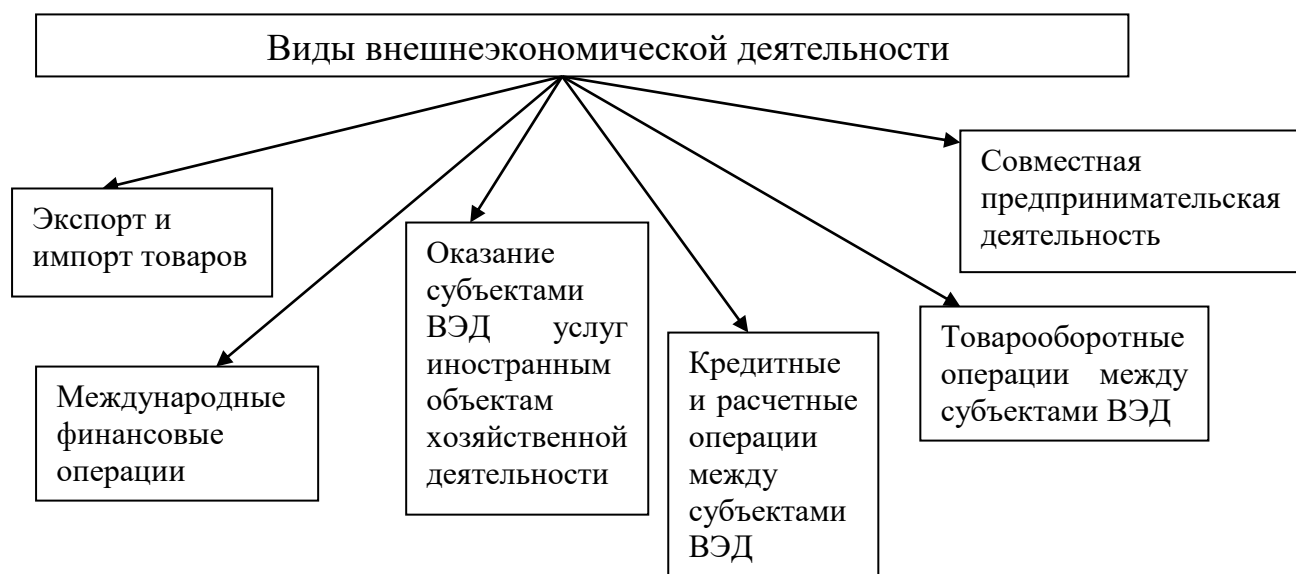 Виды внешнеэкономической деятельности
Экспорт и
импорт товаров
Международные
финансовые
операции
Оказание
субъектами
ВЭД услуг
иностранным
объектам
хозяйственной
деятельности
Кредитные
и расчетные
операции
между
субъектами
ВЭД
Товарооборотные
операции между
субъектами ВЭД
Совместная
предпринимательская
деятельность